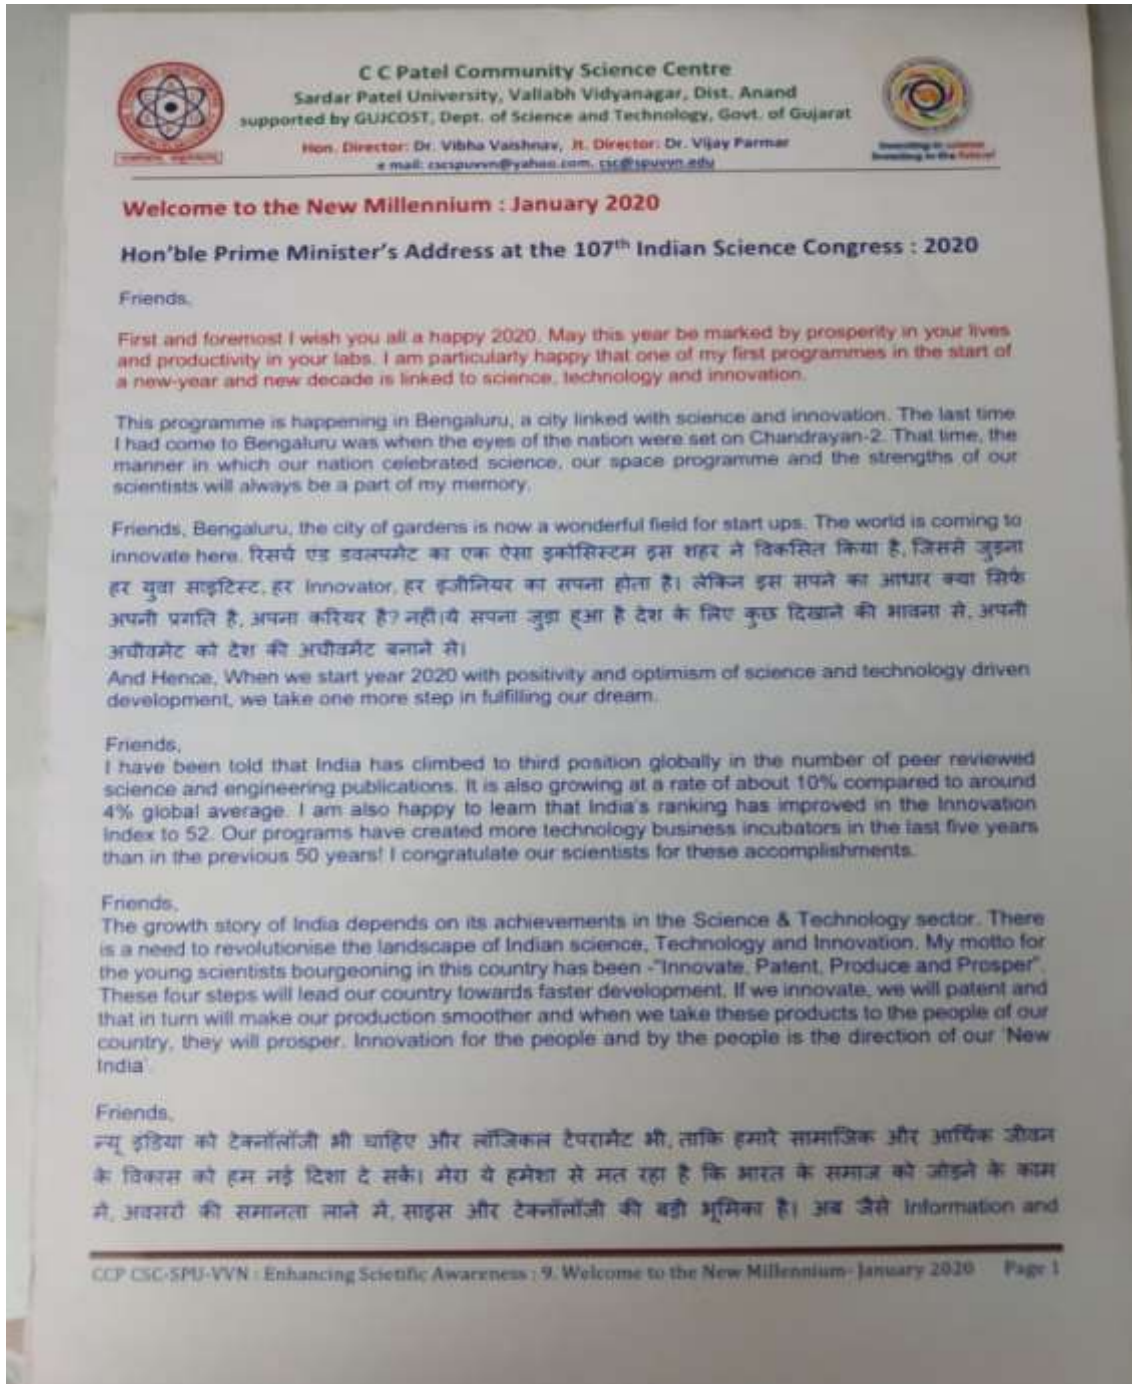 C C Patel Community Science Centre
Sardar Patel University, Vallabh Vidyanagar, Dist. Anand
supported by GUJCOST, Dept. of Science and Technology, Govt. of Gujarat
Hon. Director: Dr. Vibha Vaishnav, Jt. Director: Dr. Vijay Parmar
e mail: cscspuvvn@yahoo.com, csc@spuvvn.edu
Investing in science
Investing in the future!
Welcome to the New Millennium : January 2020
Hon'ble Prime Minister's Address at the 107th Indian Science Congress : 2020
Friends,
First and foremost I wish you all a happy 2020. May this year be marked by prosperity in your lives
and productivity in your labs. I am particularly happy that one of my first programmes in the start of
a new-year and new decade is linked to science, technology and innovation.
This programme is happening in Bengaluru, a city linked with science and innovation. The last time
I had come to Bengaluru was when the eyes of the nation were set on Chandrayan-2. That time, the
manner in which our nation celebrated science, our space programme and the strengths of our
scientists will always be a part of my memory.
Friends, Bengaluru, the city of gardens is now a wonderful field for start ups. The world is coming to
innovate here. रिसर्च एंड डवलपमेंट का एक ऐसा इकोसिस्टम इस शहर ने विकसित किया है, जिससे जुड़ना
हर युवा साइंटिस्ट, हर Innovator, हर इंजीनियर का सपना होता है। लेकिन इस सपने का आधार क्या सिर्फ
अपनी प्रगति है, अपना करियर है? नहीं।ये सपना जुड़ा हुआ है देश के लिए कुछ दिखाने की भावना से, अपनी
अचीवमेंट को देश की अचीवमेंट बनाने से।
And Hence, When we start year 2020 with positivity and optimism of science and technology driven
development, we take one more step in fulfilling our dream.
Friends,
I have been told that India has climbed to third position globally in the number of peer reviewed
science and engineering publications. It is also growing at a rate of about 10% compared to around
4% global average. I am also happy to learn that India's ranking has improved in the Innovation
Index to 52. Our programs have created more technology business incubators in the last five years
than in the previous 50 years! I congratulate our scientists for these accomplishments.
Friends,
The growth story of India depends on its achievements in the Science & Technology sector. There
is a need to revolutionise the landscape of Indian science, Technology and Innovation. My motto for
the young scientists bourgeoning in this country has been -"Innovate, Patent, Produce and Prosper".
These four steps will lead our country towards faster development. If we innovate, we will patent and
that in turn will make our production smoother and when we take these products to the people of our
country, they will prosper. Innovation for the people and by the people is the direction of our 'New
India'.
Friends,
न्यू इंडिया को टेक्नॉलॉजी भी चाहिए और लॉजिकल टेंपरामेंट भी, ताकि हमारे सामाजिक और आर्थिक जीवन
के विकास को हम नई दिशा दे सकें। मेरा ये हमेशा से मत रहा है कि भारत के समाज को जोड़ने के काम
में, अवसरों की समानता लाने में, साइंस और टेक्नॉलॉजी की बड़ी भूमिका है। अब जैसे Information and
CCP CSC-SPU-VVN : Enhancing Scietific Awareness : 9. Welcome to the New Millennium- January 2020 Page 1